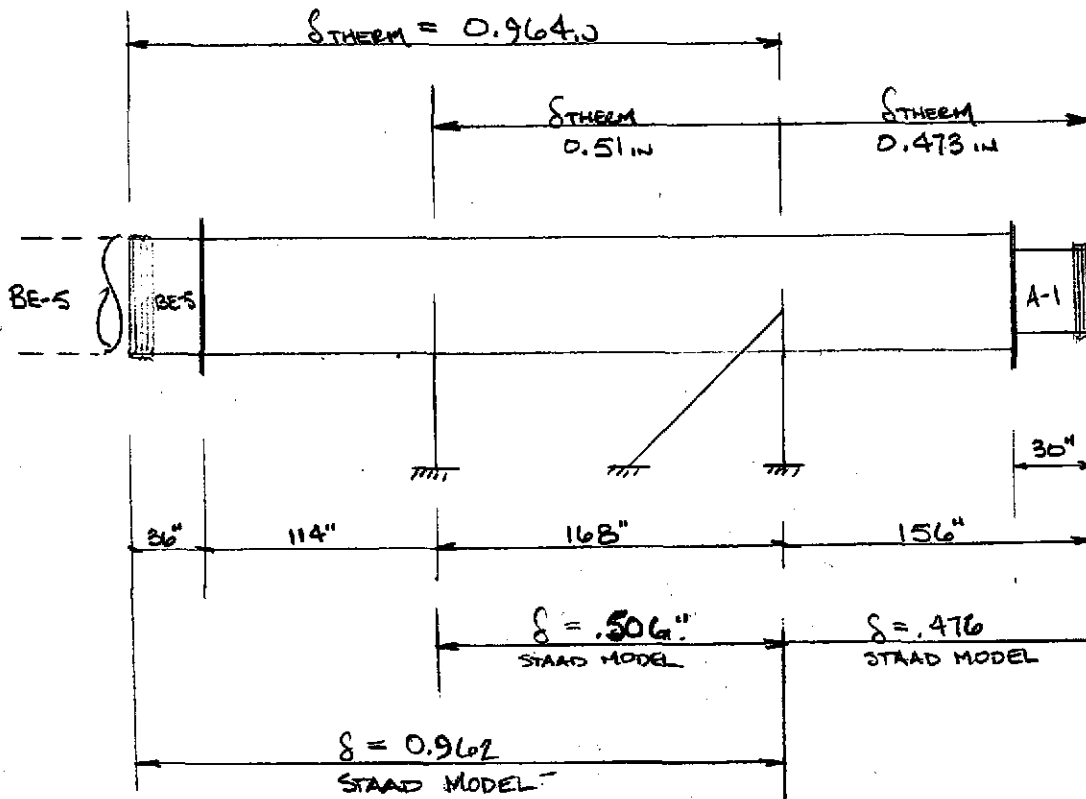 δTHERM = 0.964 IN
δTHERM
0.51 IN
δTHERM
0.473 IN
BE-5
BE-5
A-1
30"
36"
114"
168"
156"
δ = .506"
STAAD MODEL
δ = .476
STAAD MODEL
δ = 0.962
STAAD MODEL